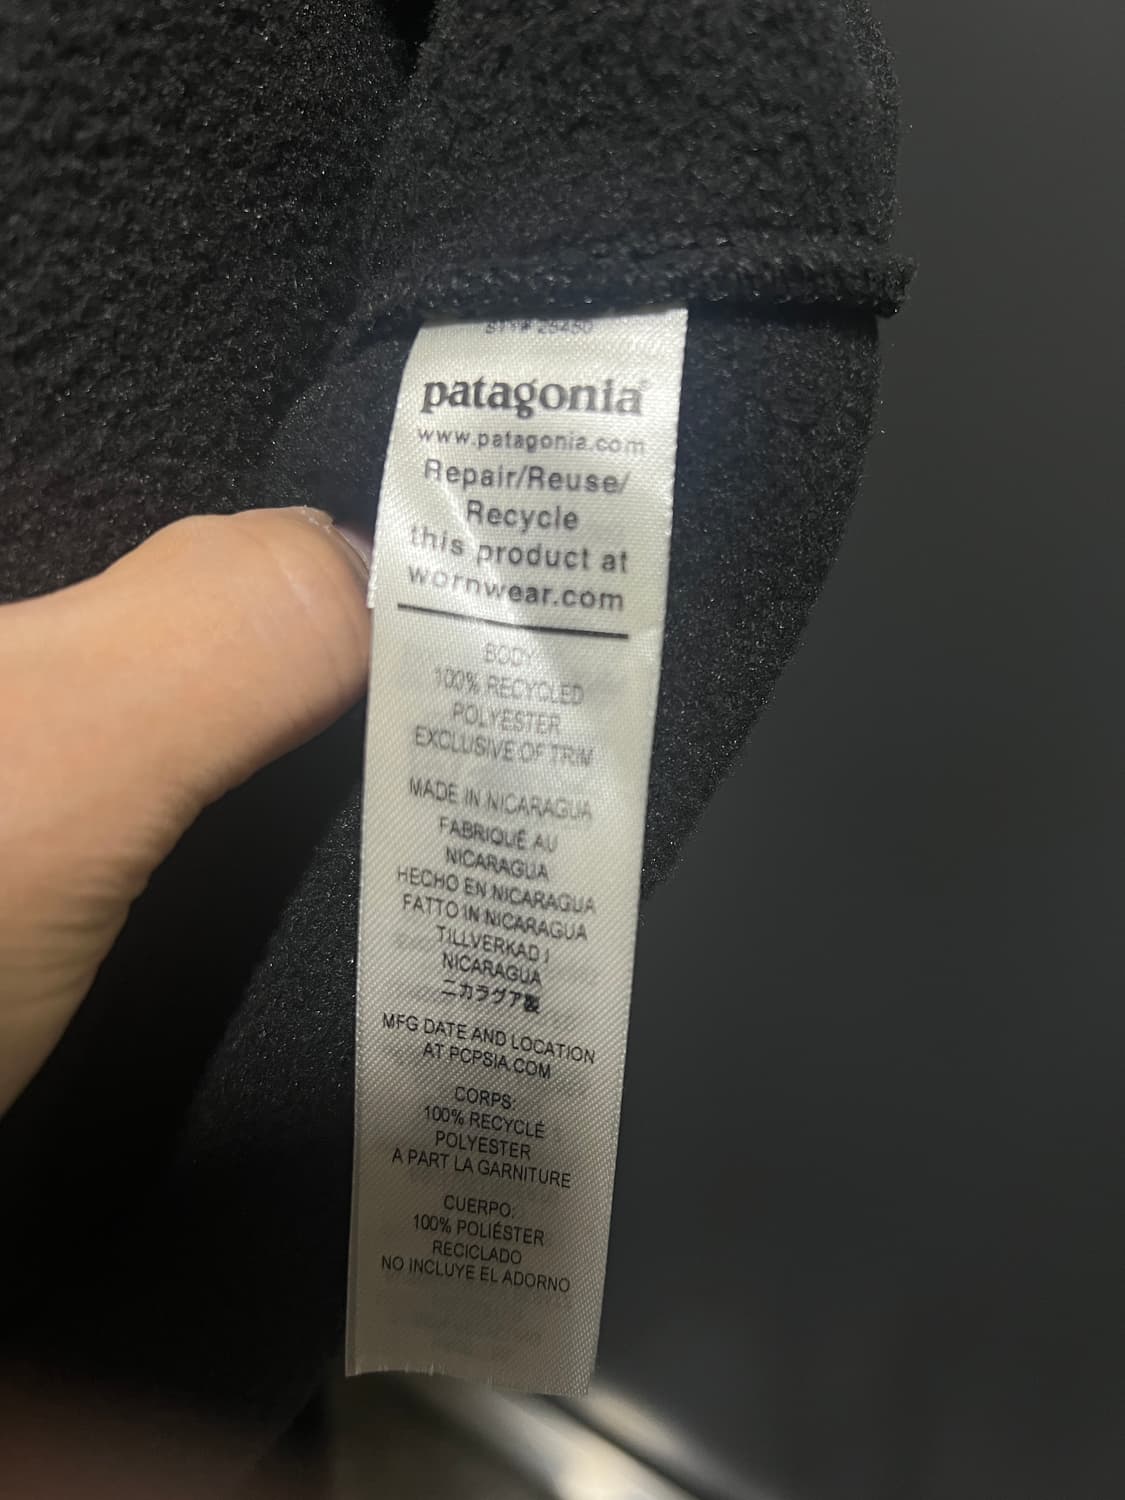 STY# 25450
patagonia®
www.patagonia.com
Repair/Reuse/
Recycle
this product at
wornwear.com
BODY:
100% RECYCLED
POLYESTER
EXCLUSIVE OF TRIM
MADE IN NICARAGUA
FABRIQUÉ AU
NICARAGUA
HECHO EN NICARAGUA
FATTO IN NICARAGUA
TILLVERKAD I
NICARAGUA
ニカラグア製
MFG DATE AND LOCATION
AT PCPSIA.COM
CORPS:
100% RECYCLÉ
POLYESTER
A PART LA GARNITURE
CUERPO:
100% POLIÉSTER
RECICLADO
NO INCLUYE EL ADORNO